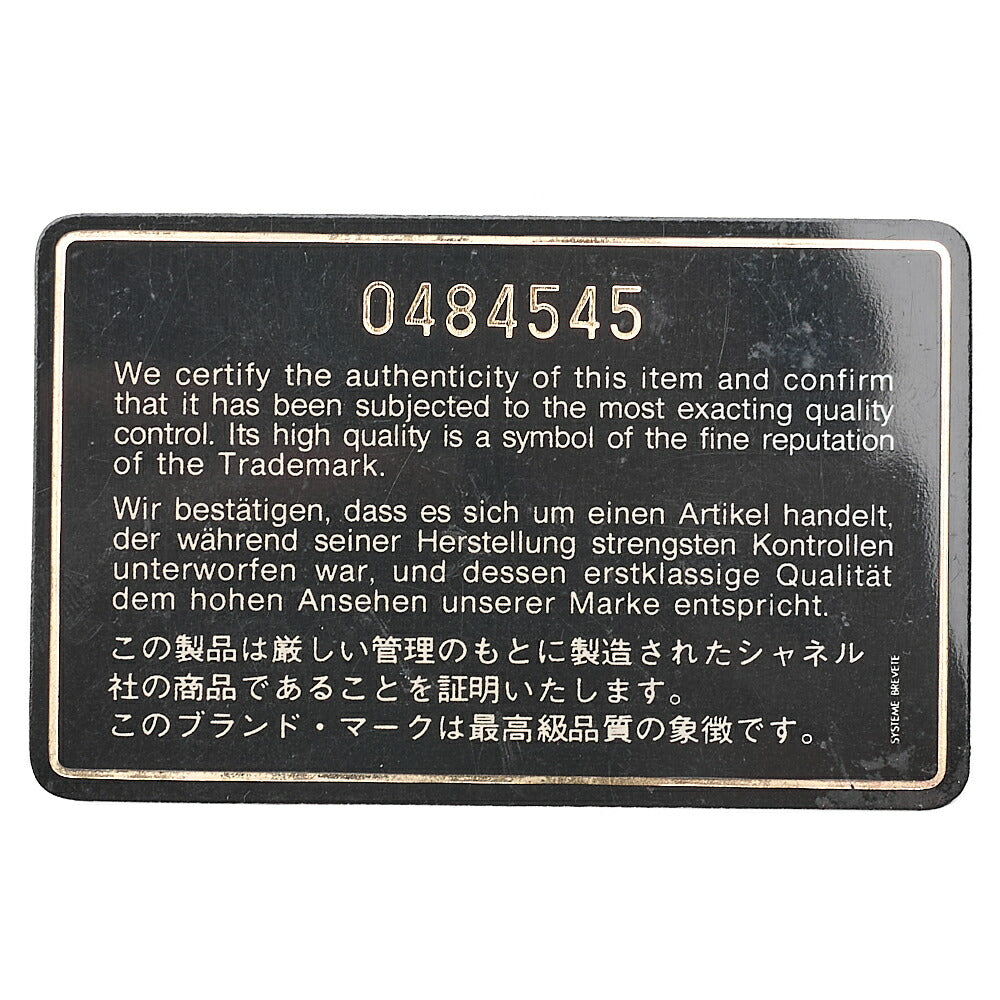 0484545
We certify the authenticity of this item and confirm
that it has been subjected to the most exacting quality
control. Its high quality is a symbol of the fine reputation
of the Trademark.
Wir bestätigen, dass es sich um einen Artikel handelt,
der während seiner Herstellung strengsten Kontrollen
unterworfen war, und dessen erstklassige Qualität
dem hohen Ansehen unserer Marke entspricht.
この製品は厳しい管理のもとに製造されたシャネル
社の商品であることを証明いたします。
このブランド・マークは最高級品質の象徴です。
SYSTEME BREVETE